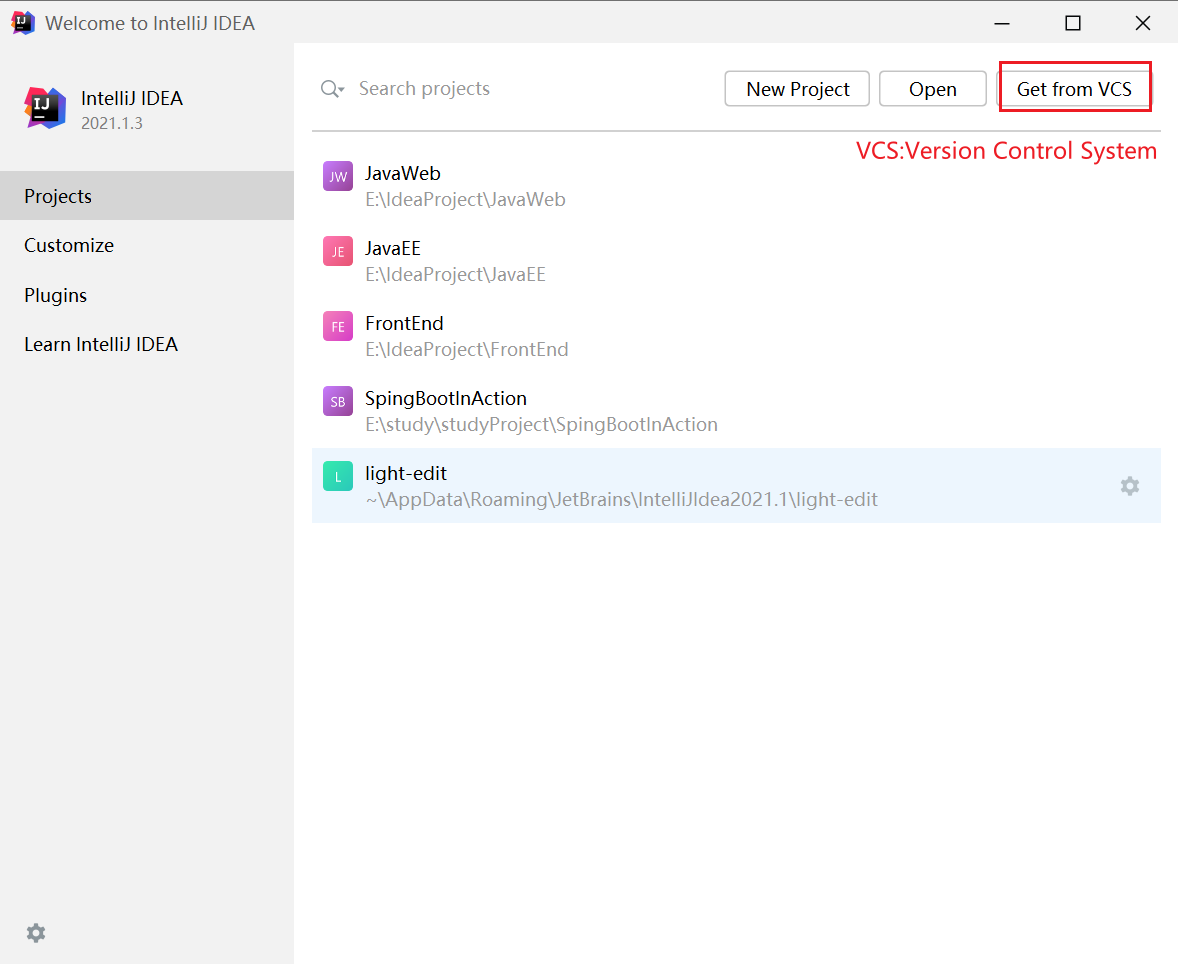 Welcome to IntelliJ IDEA
IJ
IntelliJ IDEA
2021.1.3
Projects
Customize
Plugins
Learn IntelliJ IDEA
Search projects
New Project
Open
Get from VCS
VCS:Version Control System
JW
JavaWeb
E:\IdeaProject\JavaWeb
JE
JavaEE
E:\IdeaProject\JavaEE
FE
FrontEnd
E:\IdeaProject\FrontEnd
SB
SpingBootInAction
E:\study\studyProject\SpingBootInAction
L
light-edit
~\AppData\Roaming\JetBrains\IntelliJIdea2021.1\light-edit